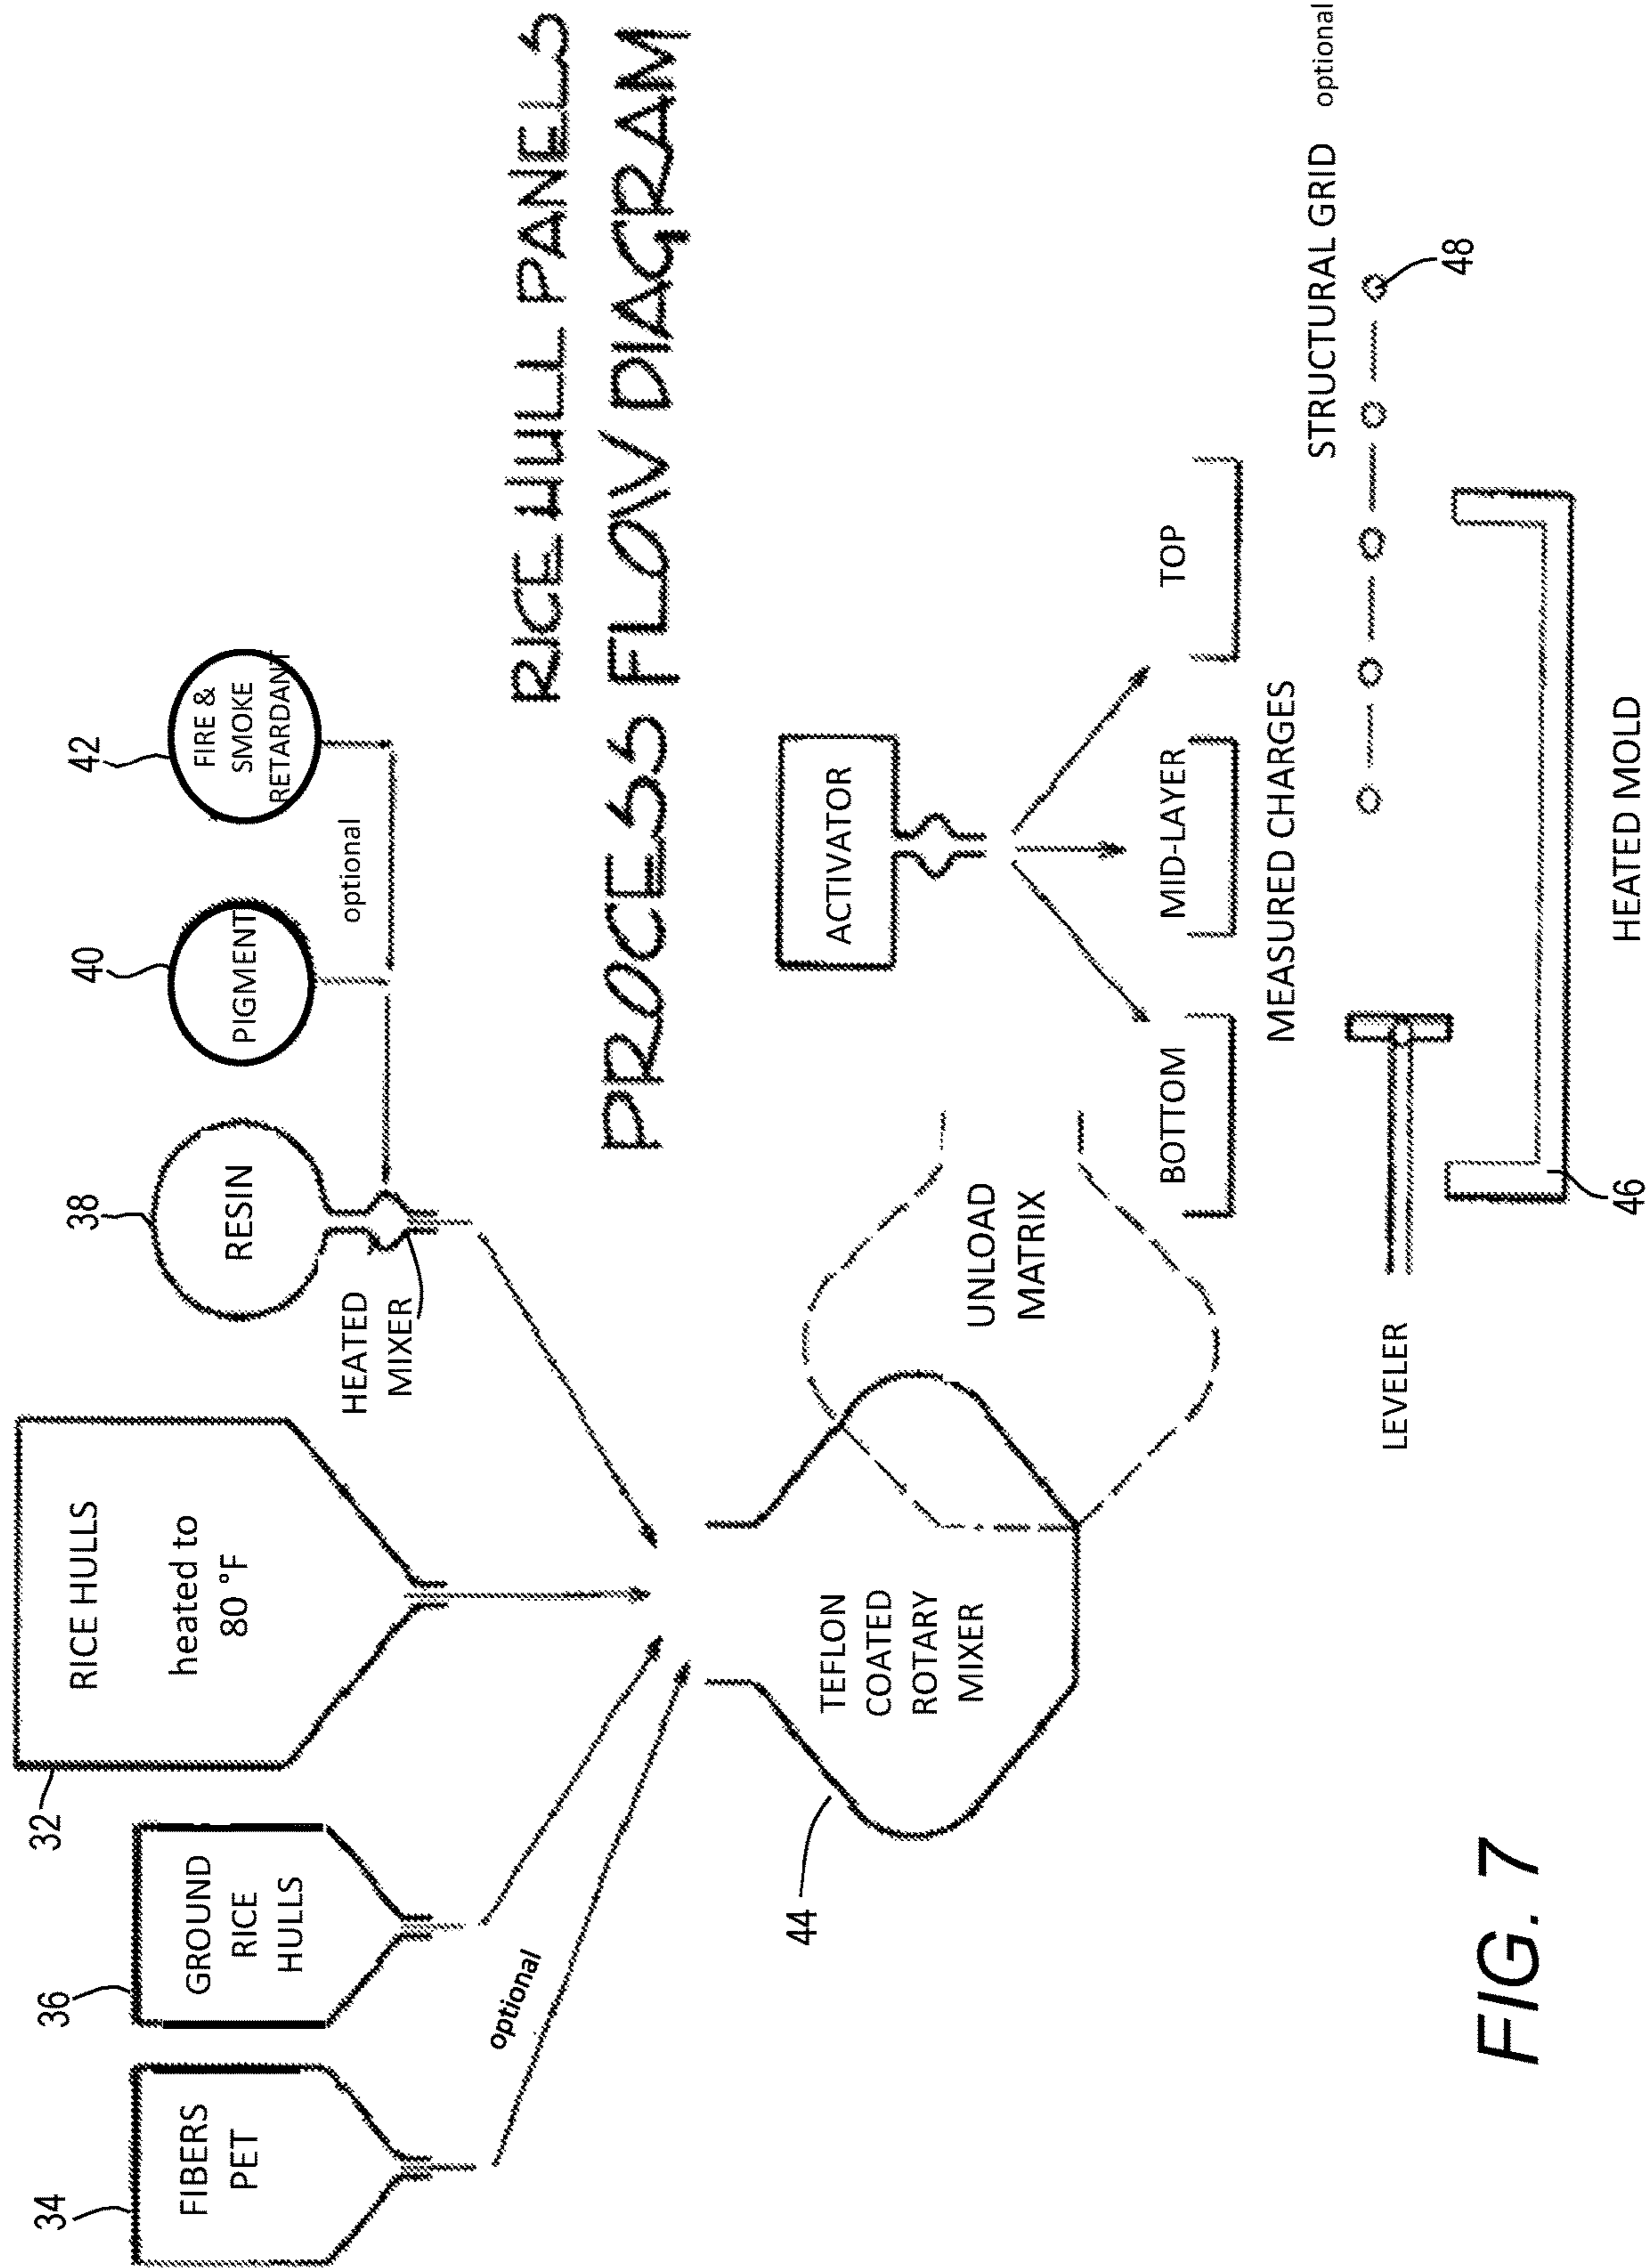 34
FIBERS
PET
36
GROUND
RICE
HULLS
32
RICE HULLS
heated to
80 °F
38
RESIN
HEATED
MIXER
40
PIGMENT
optional
42
FIRE &
SMOKE
RETARDANT
optional
RICE HULL PANELS
PROCESS FLOW DIAGRAM
44
TEFLON
COATED
ROTARY
MIXER
UNLOAD
MATRIX
ACTIVATOR
BOTTOM
MID-LAYER
TOP
MEASURED CHARGES
STRUCTURAL GRID optional
48
LEVELER
46
HEATED MOLD
FIG. 7